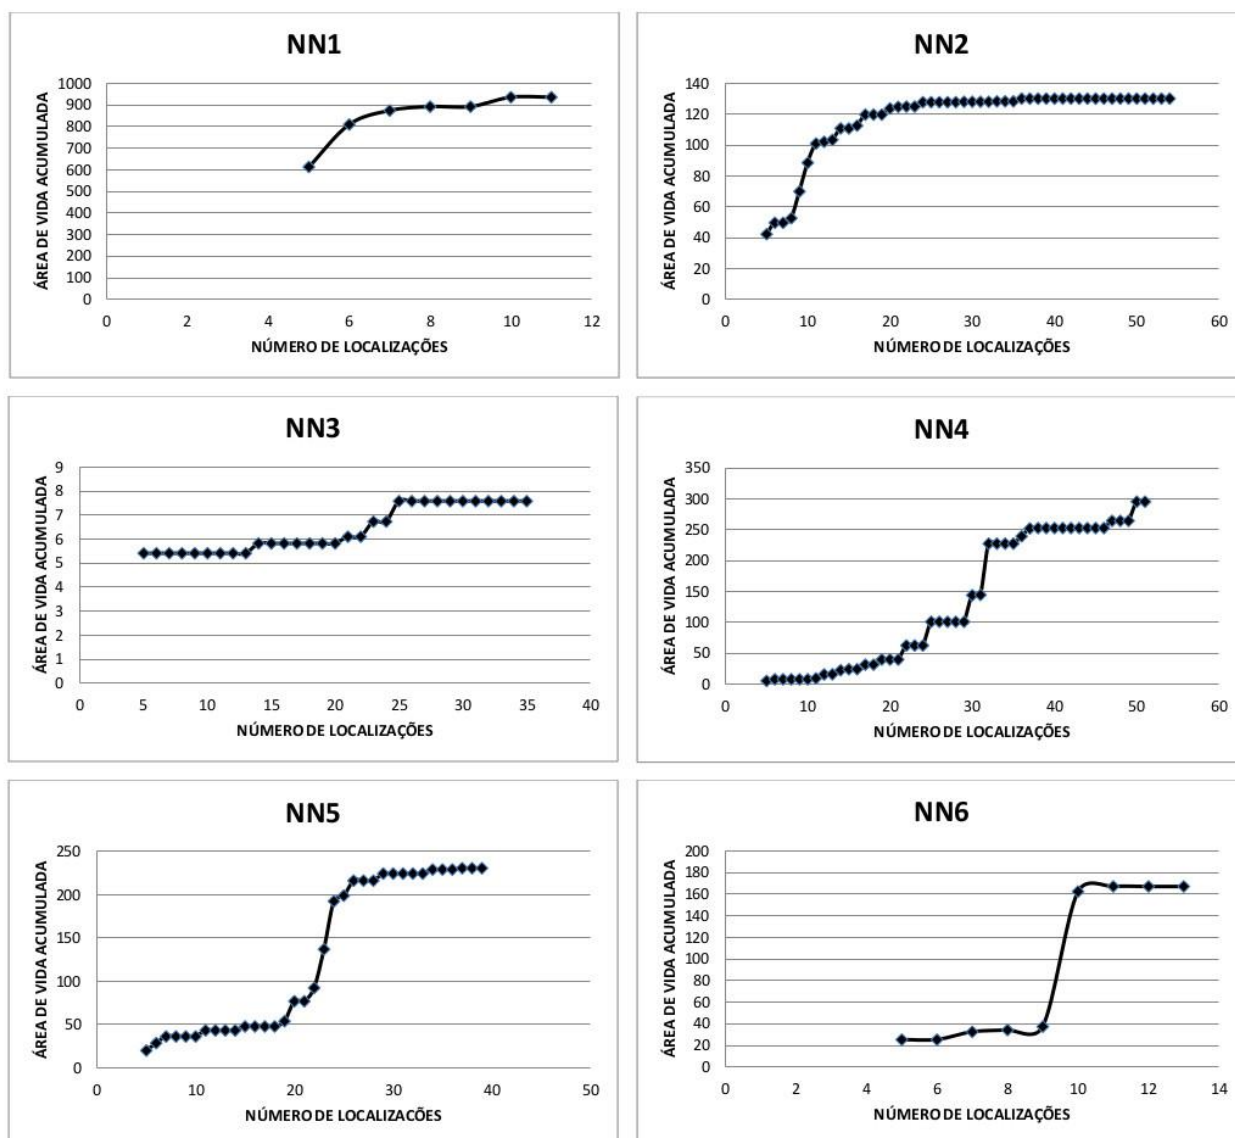 NN1
ÁREA DE VIDA ACUMULADA
1000
900
800
700
600
500
400
300
200
100
0
0 2 4 6 8 10 12
NÚMERO DE LOCALIZAÇÕES
NN2
ÁREA DE VIDA ACUMULADA
140
120
100
80
60
40
20
0
0 10 20 30 40 50 60
NÚMERO DE LOCALIZAÇÕES
NN3
ÁREA DE VIDA ACUMULADA
9
8
7
6
5
4
3
2
1
0
0 5 10 15 20 25 30 35 40
NÚMERO DE LOCALIZAÇÕES
NN4
ÁREA DE VIDA ACUMULADA
350
300
250
200
150
100
50
0
0 10 20 30 40 50 60
NÚMERO DE LOCALIZAÇÕES
NN5
ÁREA DE VIDA ACUMULADA
250
200
150
100
50
0
0 10 20 30 40 50
NÚMERO DE LOCALIZACÕES
NN6
ÁREA DE VIDA ACUMULADA
200
180
160
140
120
100
80
60
40
20
0
0 2 4 6 8 10 12 14
NÚMERO DE LOCALIZAÇÕES